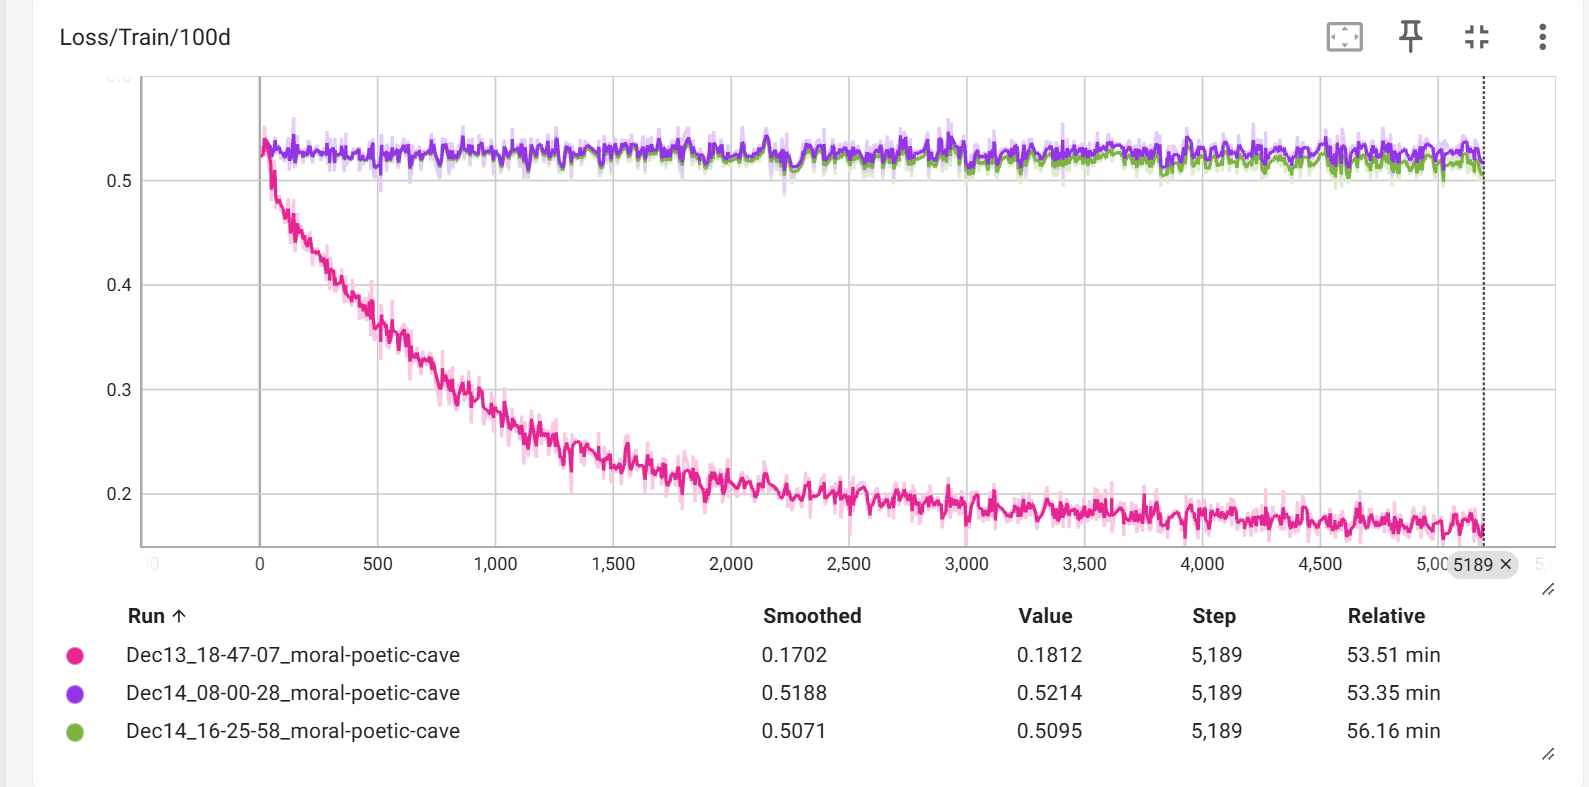 Loss/Train/100d
0.5
0.4
0.3
0.2
0 500 1,000 1,500 2,000 2,500 3,000 3,500 4,000 4,500 5189 ✕
Run ↑ Smoothed Value Step Relative
Dec13_18-47-07_moral-poetic-cave 0.1702 0.1812 5,189 53.51 min
Dec14_08-00-28_moral-poetic-cave 0.5188 0.5214 5,189 53.35 min
Dec14_16-25-58_moral-poetic-cave 0.5071 0.5095 5,189 56.16 min